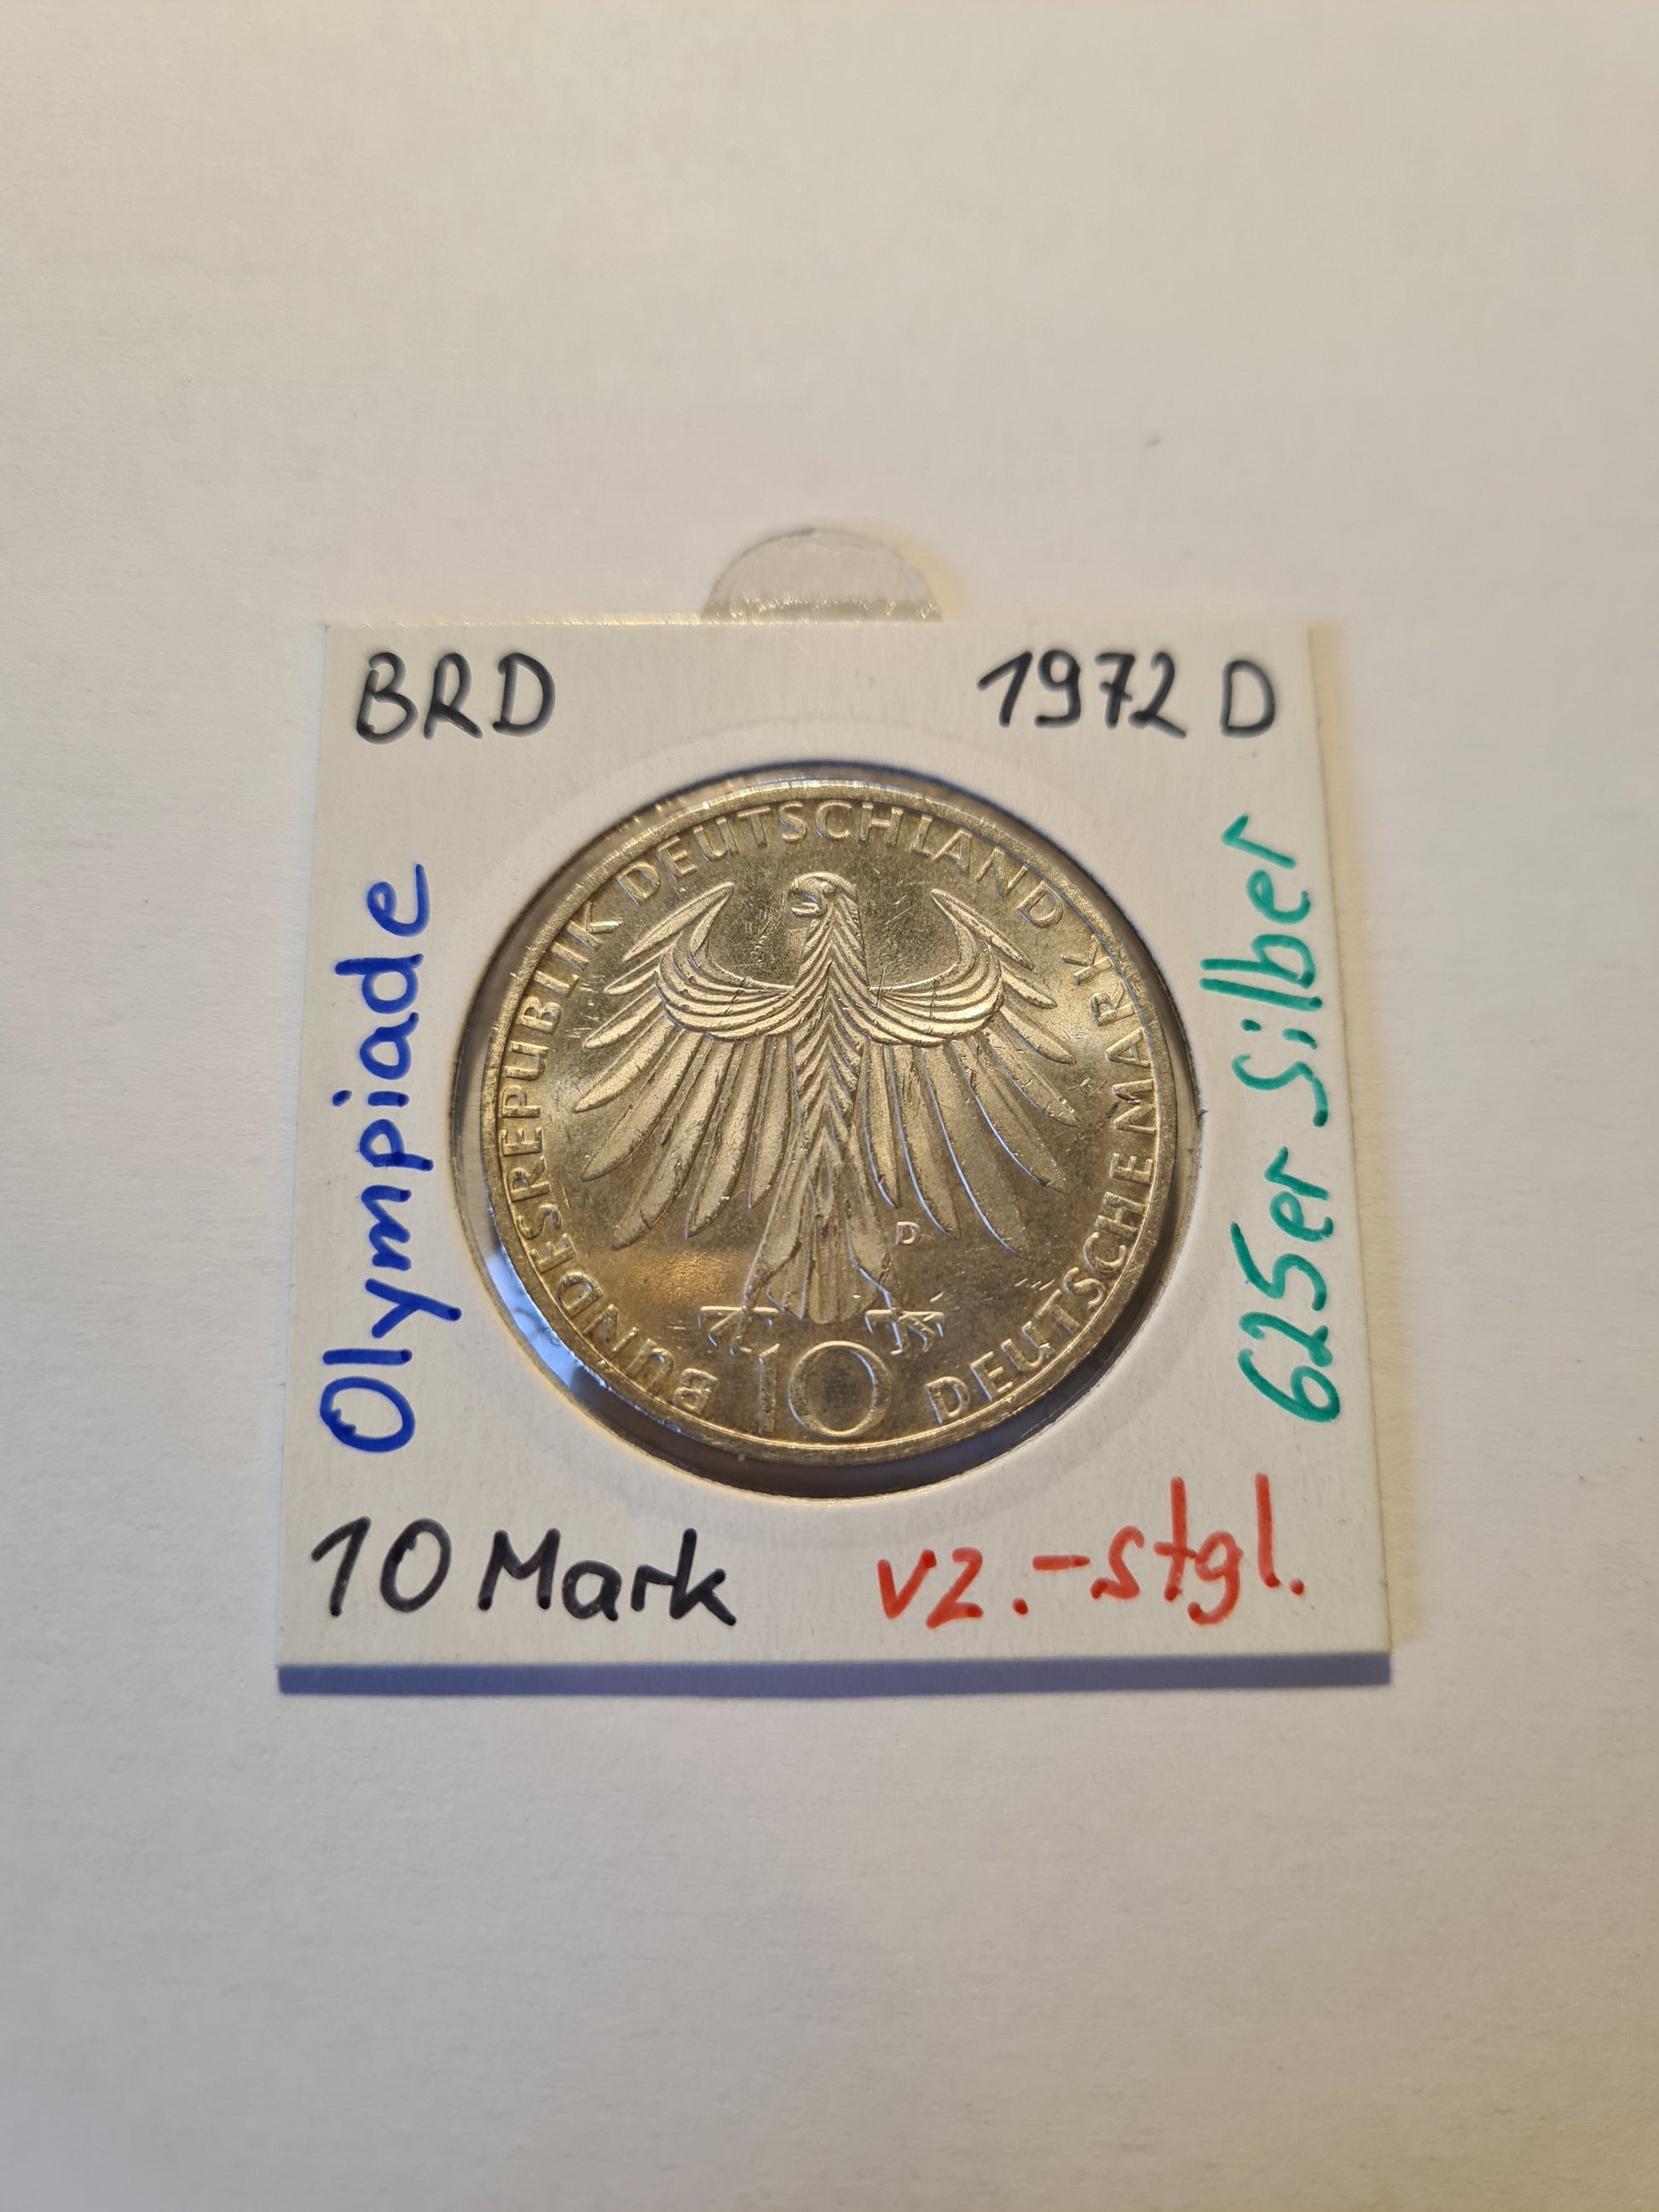 BRD
1972 D
Olympiade
BUNDESREPUBLIK DEUTSCHLAND
10 DEUTSCHE MARK
D
625er Silber
10 Mark
vz.-stgl.